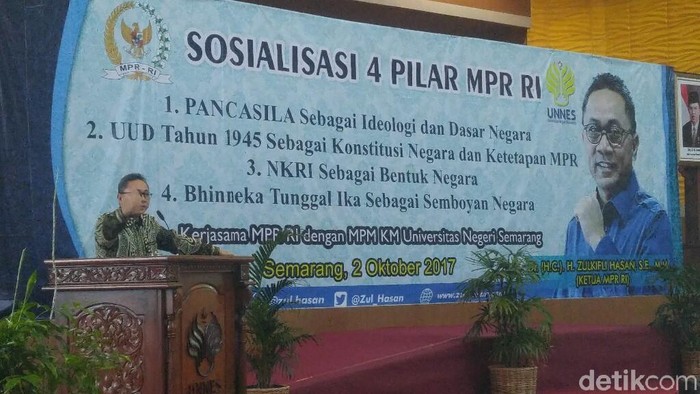 MPR - RI
SOSIALISASI 4 PILAR MPR RI
UNNES
1. PANCASILA Sebagai Ideologi dan Dasar Negara
2. UUD Tahun 1945 Sebagai Konstitusi Negara dan Ketetapan MPR
3. NKRI Sebagai Bentuk Negara
4. Bhinneka Tunggal Ika Sebagai Semboyan Negara
Kerjasama MPR RI dengan MPM KM Universitas Negeri Semarang
Semarang, 2 Oktober 2017
(H.C). H. ZULKIFLI HASAN, S.E., M.M
(KETUA MPR RI)
@zul.hasan
@Zul_Hasan
UNNES
detikcom